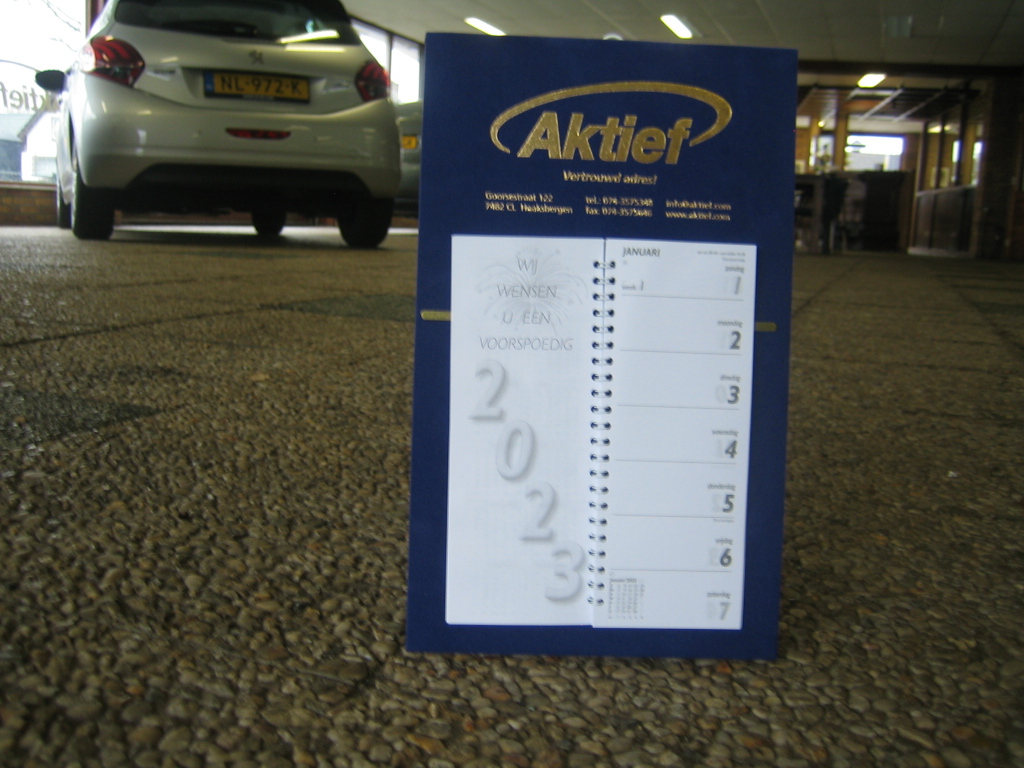 NL-972-K
Aktief
Vertrouwd adres!
Goorsestraat 122
7482 CL Haaksbergen
tel.: 074-3575348
fax: 074-3575646
info@aktief.com
www.aktief.com
WIJ
WENSEN
U EEN
VOORSPOEDIG
2023
JANUARI
week 1
zondag
1
maandag
2
dinsdag
3
woensdag
4
donderdag
5
vrijdag
6
zaterdag
7